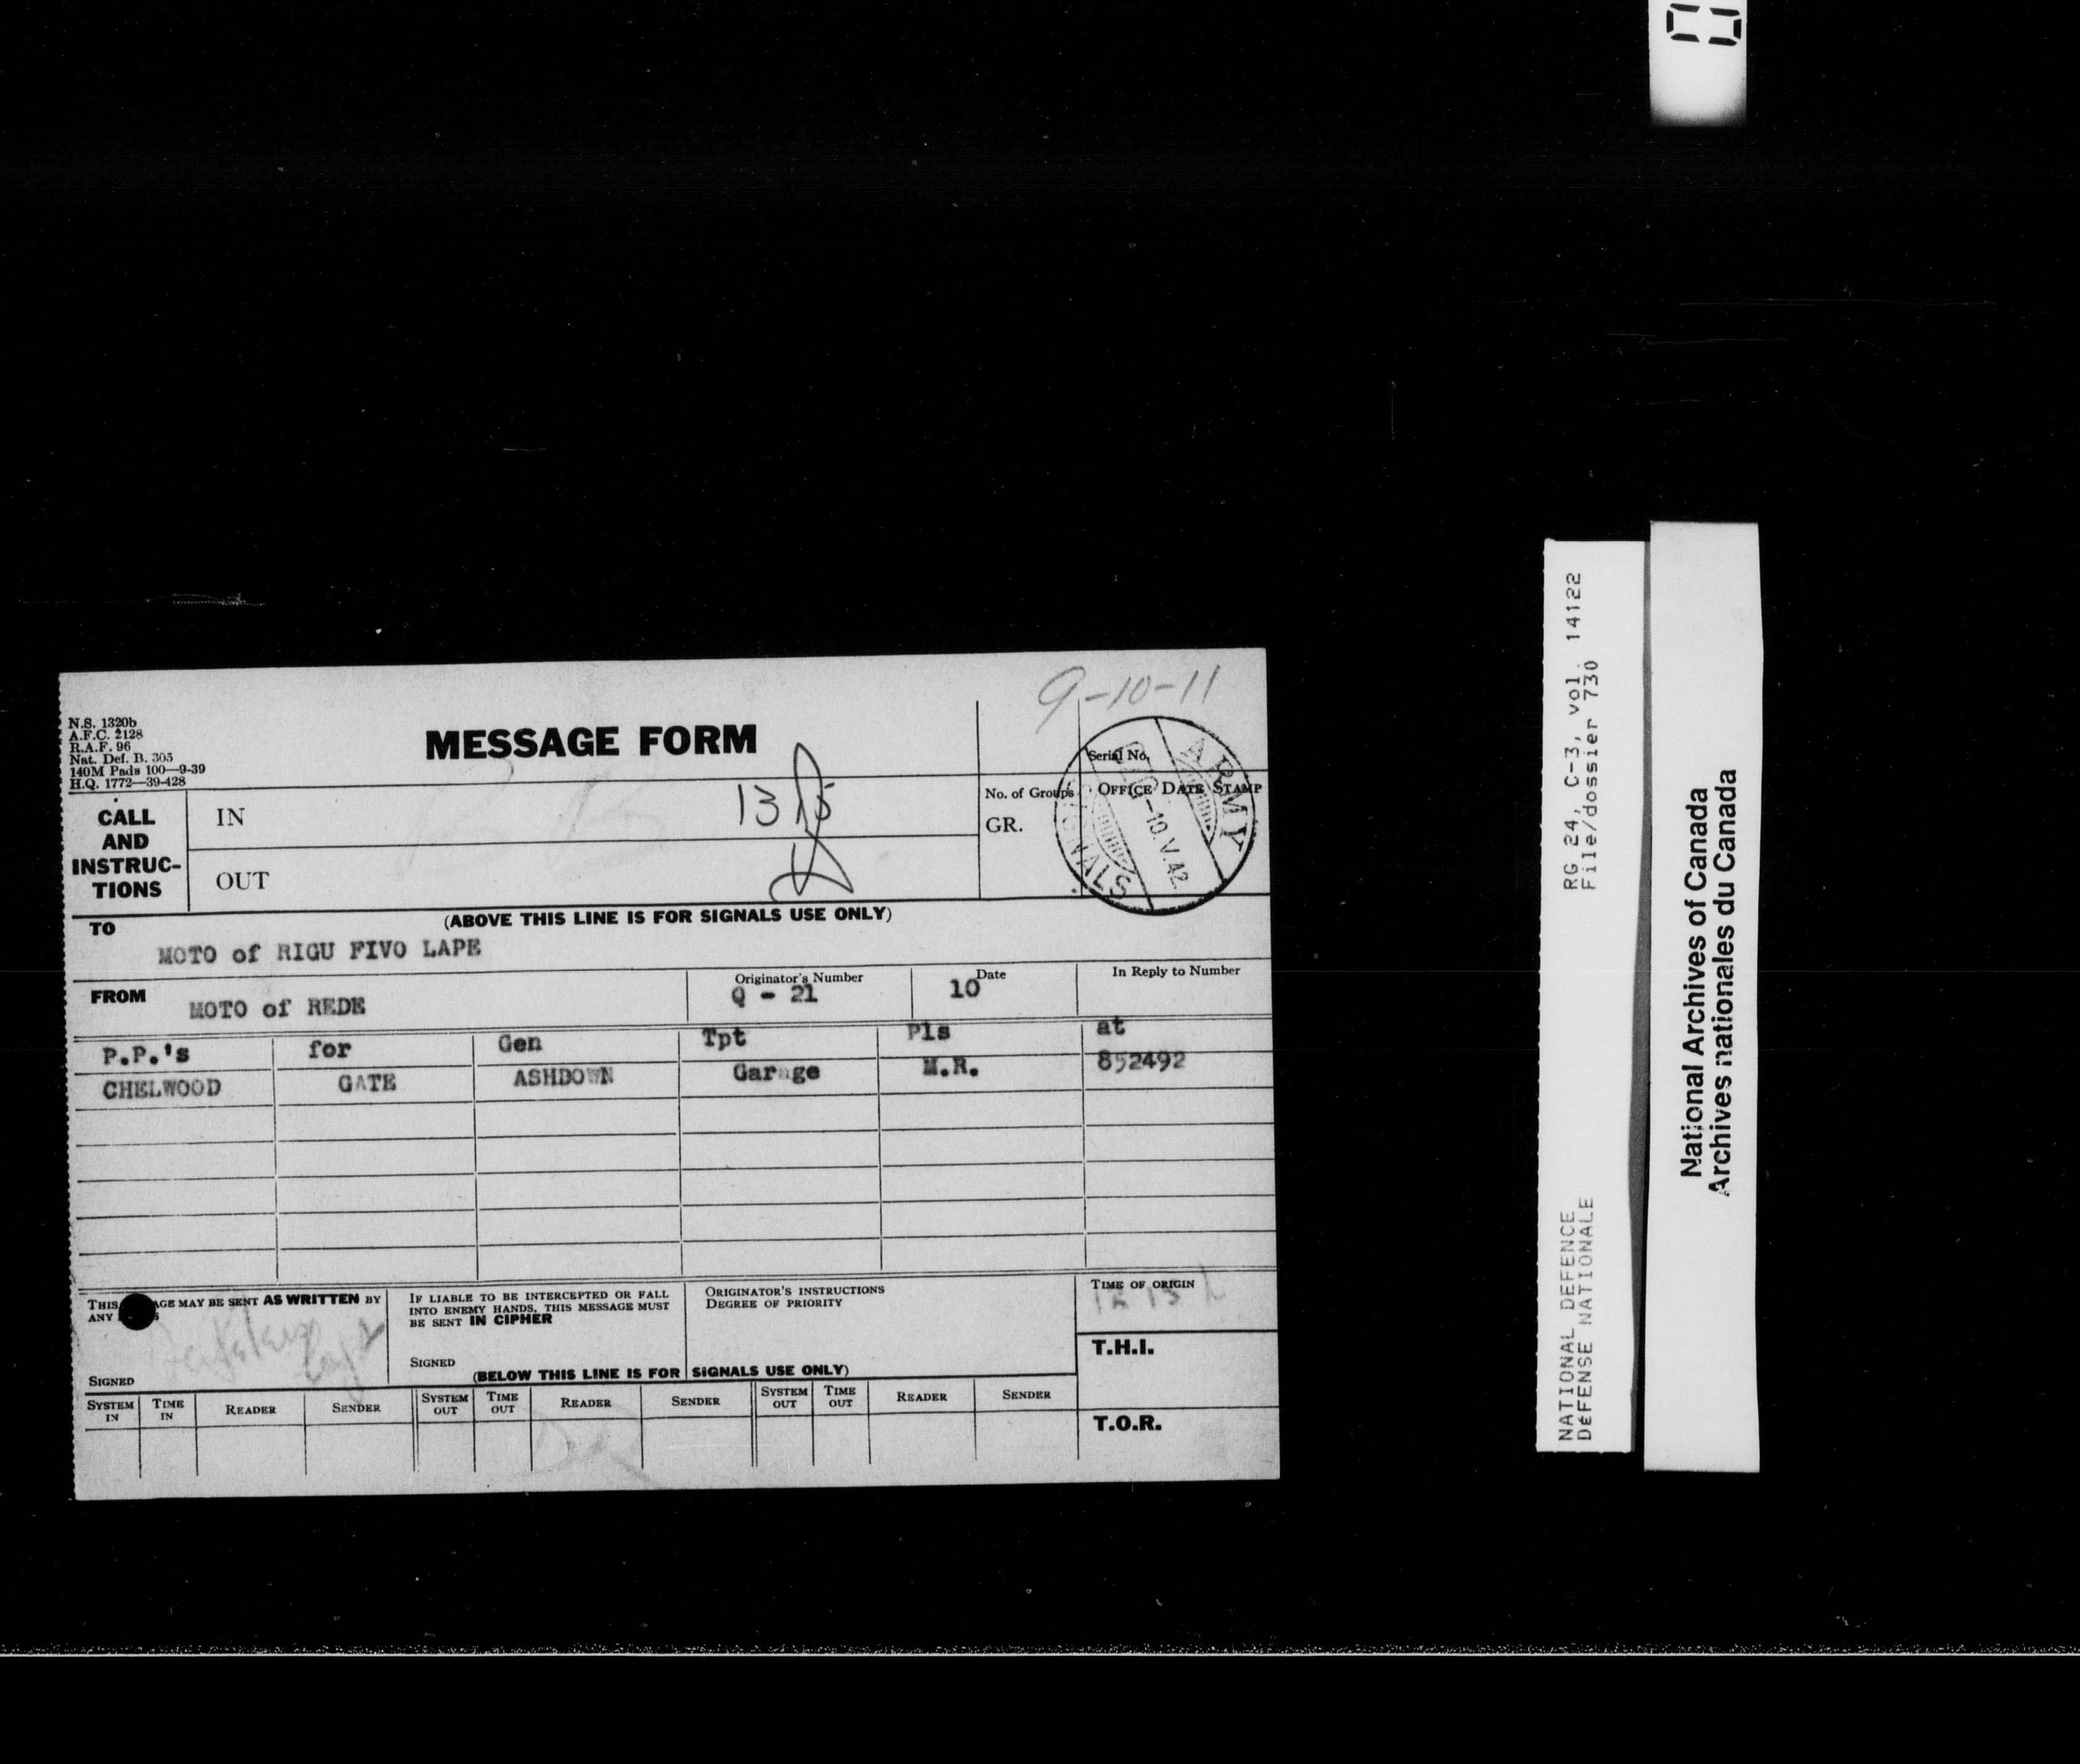 9-10-11
N.S. 1320b
A.F.C. 2128
R.A.F. 96
Nat. Def. B. 305
140M Pads 100—9-39
H.Q. 1772—39-428
MESSAGE FORM
Serial No.
CALL AND INSTRUC-TIONS
IN
13
OUT
No. of Groups
GR.
OFFICE DATE STAMP
ARMY
-10.V.42.
SIGNALS
(ABOVE THIS LINE IS FOR SIGNALS USE ONLY)
TO
MOTO of RIGU FIVO LAPE
FROM
MOTO of REDE
Originator's Number
Q - 21
Date
10
In Reply to Number
P.P.'s for Gen Tpt Pls at
CHELWOOD GATE ASHDOWN Garage M.R. 852492
THIS AGE MAY BE SENT AS WRITTEN BY
ANY S
SIGNED
IF LIABLE TO BE INTERCEPTED OR FALL
INTO ENEMY HANDS, THIS MESSAGE MUST
BE SENT IN CIPHER
SIGNED
ORIGINATOR'S INSTRUCTIONS
DEGREE OF PRIORITY
TIME OF ORIGIN
T.H.I.
(BELOW THIS LINE IS FOR SIGNALS USE ONLY)
SYSTEM IN TIME IN READER SENDER SYSTEM OUT TIME OUT READER SENDER SYSTEM OUT TIME OUT READER SENDER
T.O.R.
RG 24, C-3, vol. 14122
File/dossier 730
NATIONAL DEFENCE
DÉFENSE NATIONALE
National Archives of Canada
Archives nationales du Canada